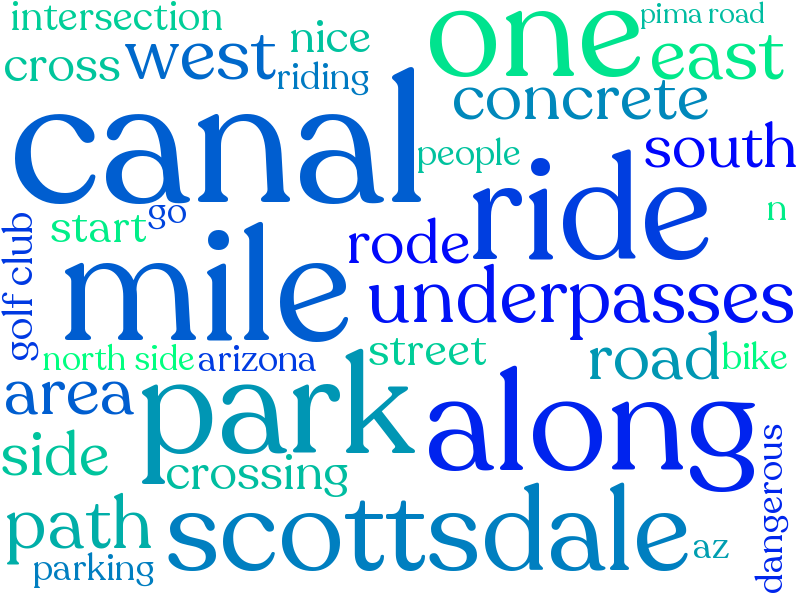 intersection
pima road
one
nice
west
east
cross
riding
concrete
canal
south
people
ride
n
start
go
golf club
rode
mile
underpasses
north side
arizona
street
road
bike
area
park
along
side
crossing
dangerous
path
scottsdale
az
parking